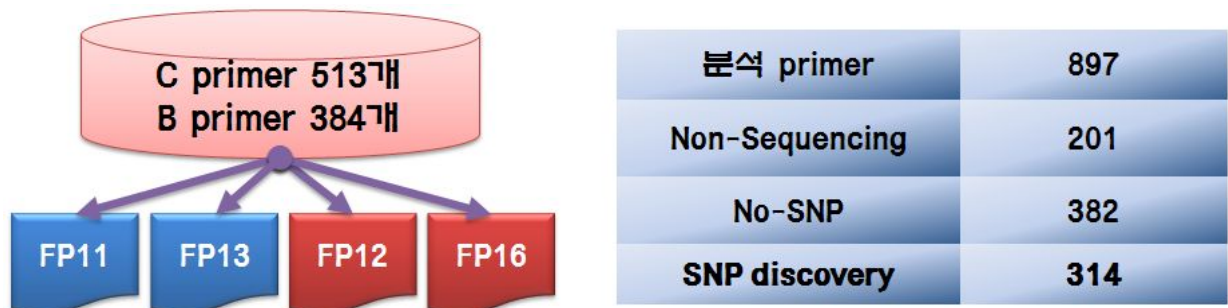 C primer 513개
B primer 384개
FP11 FP13 FP12 FP16
분석 primer 897
Non-Sequencing 201
No-SNP 382
SNP discovery 314